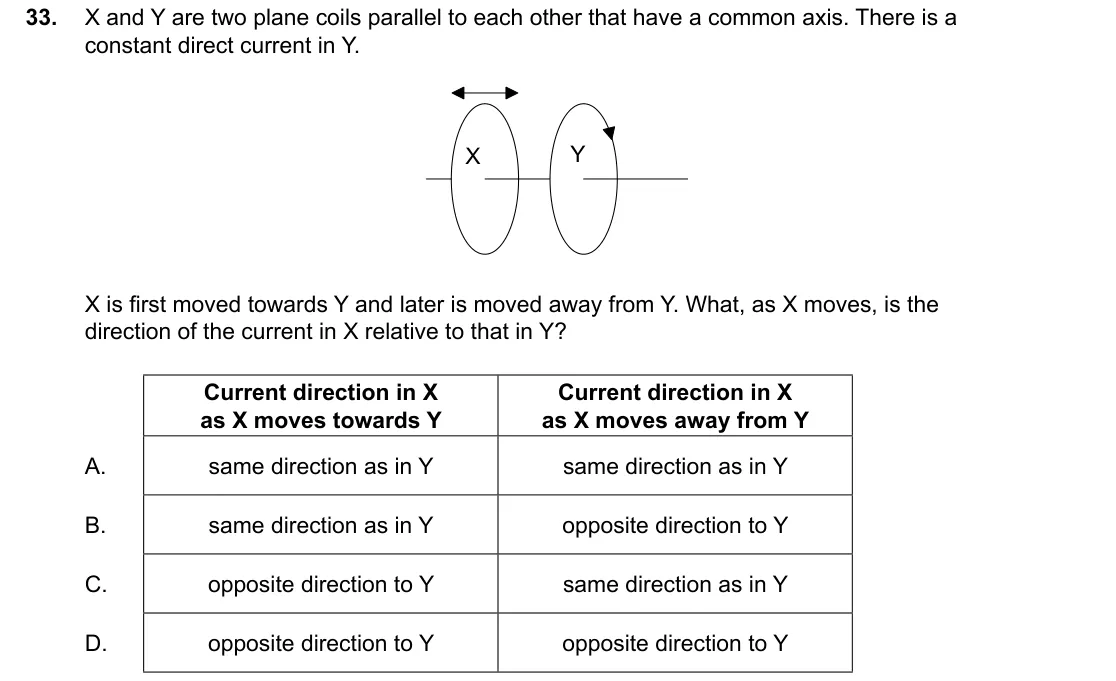 33. X and Y are two plane coils parallel to each other that have a common axis. There is a
constant direct current in Y.
X
Y
X is first moved towards Y and later is moved away from Y. What, as X moves, is the
direction of the current in X relative to that in Y?
Current direction in X
as X moves towards Y
Current direction in X
as X moves away from Y
A. same direction as in Y same direction as in Y
B. same direction as in Y opposite direction to Y
C. opposite direction to Y same direction as in Y
D. opposite direction to Y opposite direction to Y